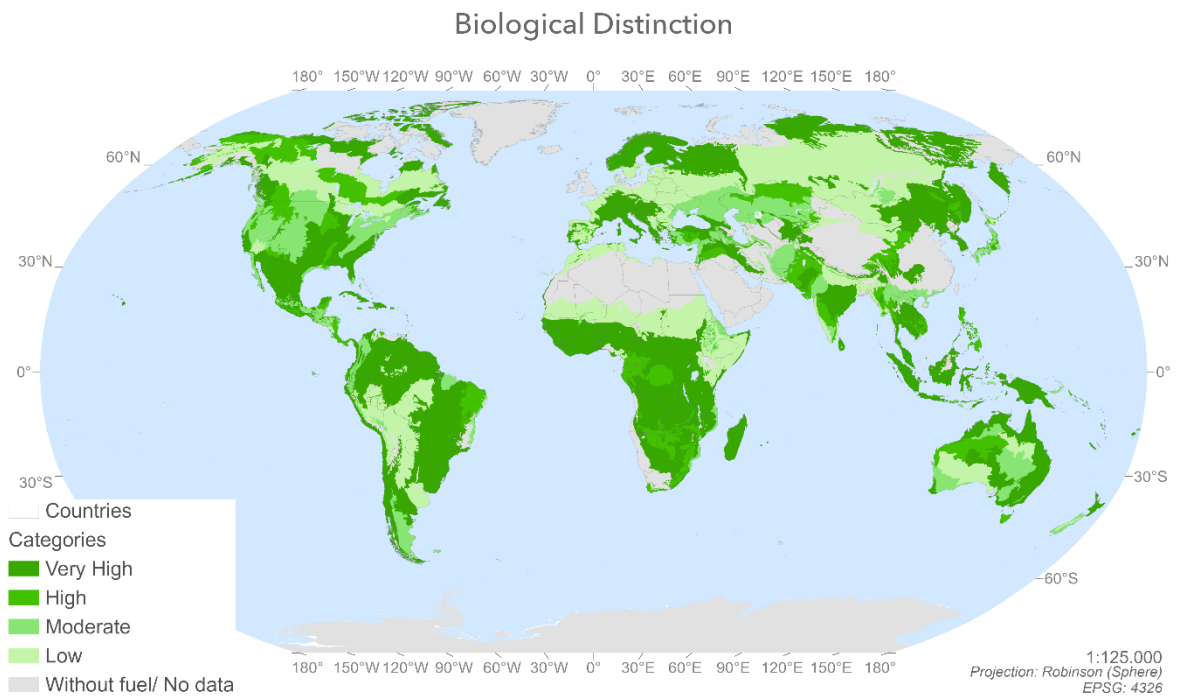 Biological Distinction
180° 150°W 120°W 90°W 60°W 30°W 0° 30°E 60°E 90°E 120°E 150°E 180°
60°N 60°N
30°N 30°N
0° 0°
30°S 30°S
60°S
Countries
Categories
Very High
High
Moderate
Low
Without fuel/ No data
180° 150°W 120°W 90°W 60°W 30°W 0° 30°E 60°E 90°E 120°E 150°E 180°
1:125.000
Projection: Robinson (Sphere)
EPSG: 4326